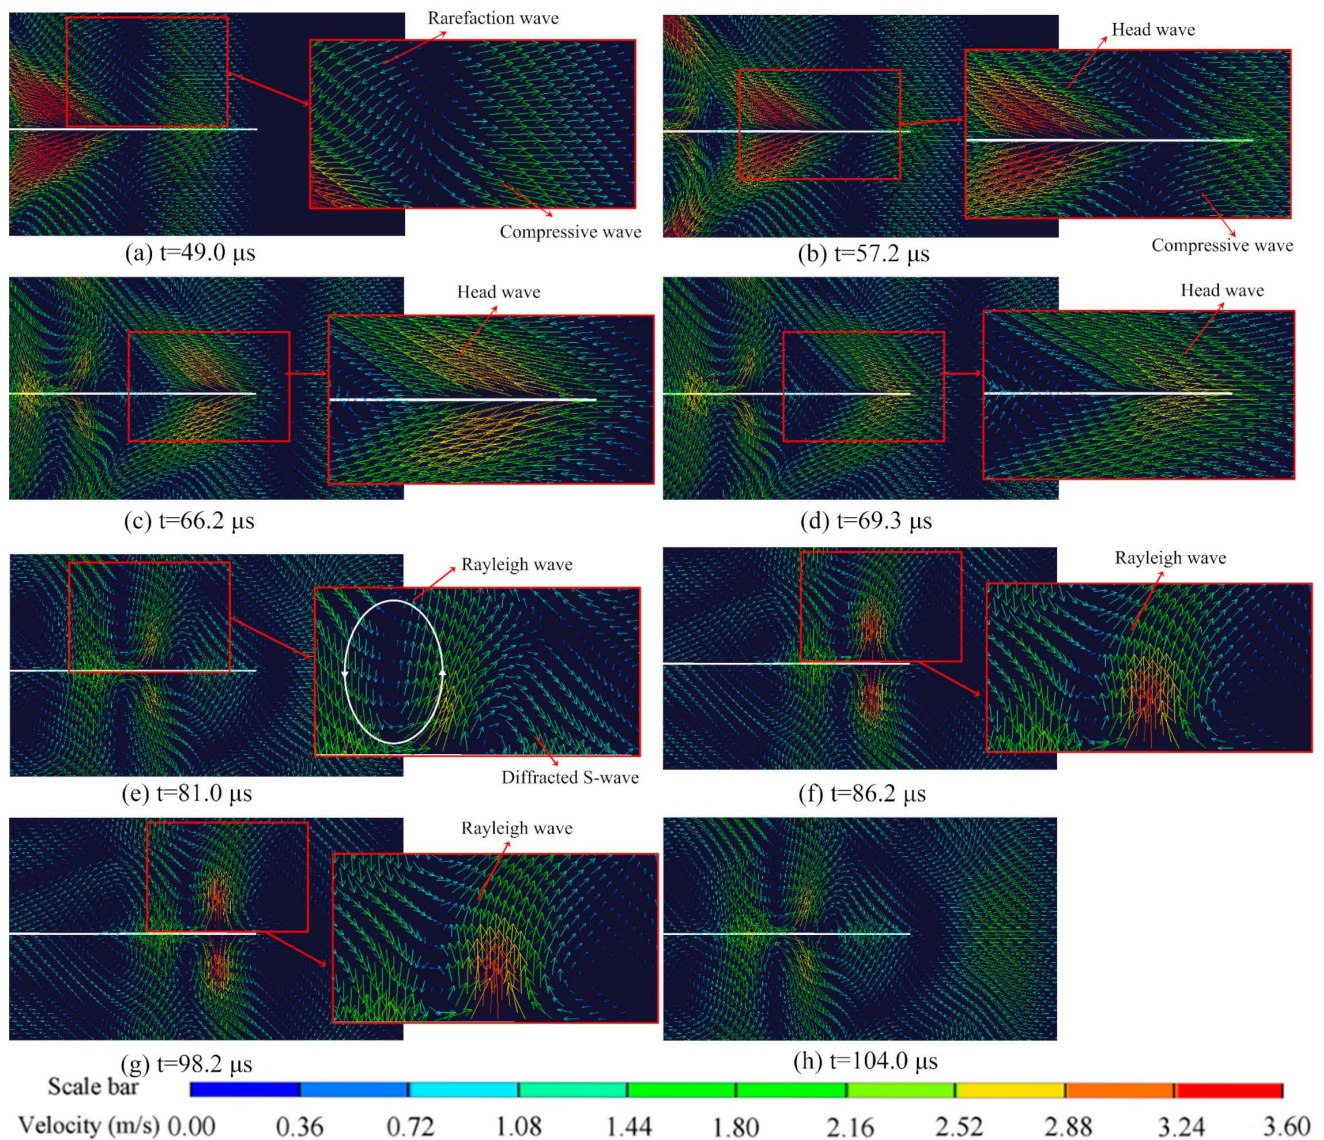 Rarefaction wave
Compressive wave
(a) t=49.0 μs
Head wave
Compressive wave
(b) t=57.2 μs
Head wave
(c) t=66.2 μs
Head wave
(d) t=69.3 μs
Rayleigh wave
Diffracted S-wave
(e) t=81.0 μs
Rayleigh wave
(f) t=86.2 μs
Rayleigh wave
(g) t=98.2 μs
(h) t=104.0 μs
Scale bar
Velocity (m/s) 0.00 0.36 0.72 1.08 1.44 1.80 2.16 2.52 2.88 3.24 3.60